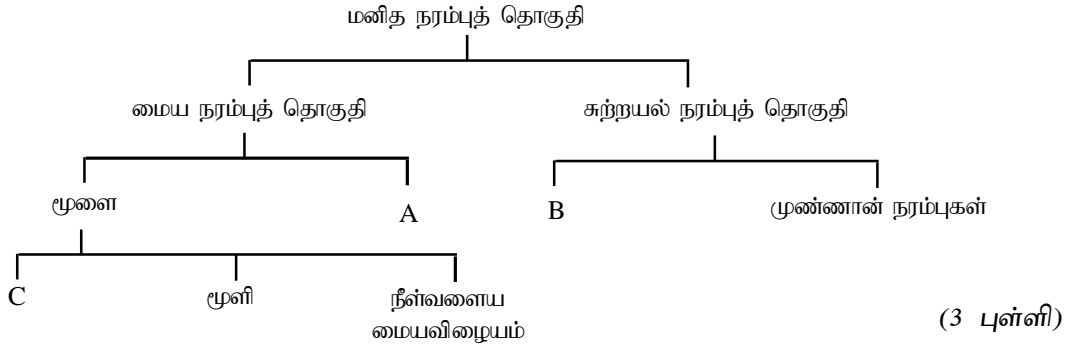 மனித நரம்புத் தொகுதி
மைய நரம்புத் தொகுதி
சுற்றயல் நரம்புத் தொகுதி
மூளை
A
B
முண்ணான் நரம்புகள்
C
மூளி
நீள்வளைய
மையவிழையம்
(3 புள்ளி)